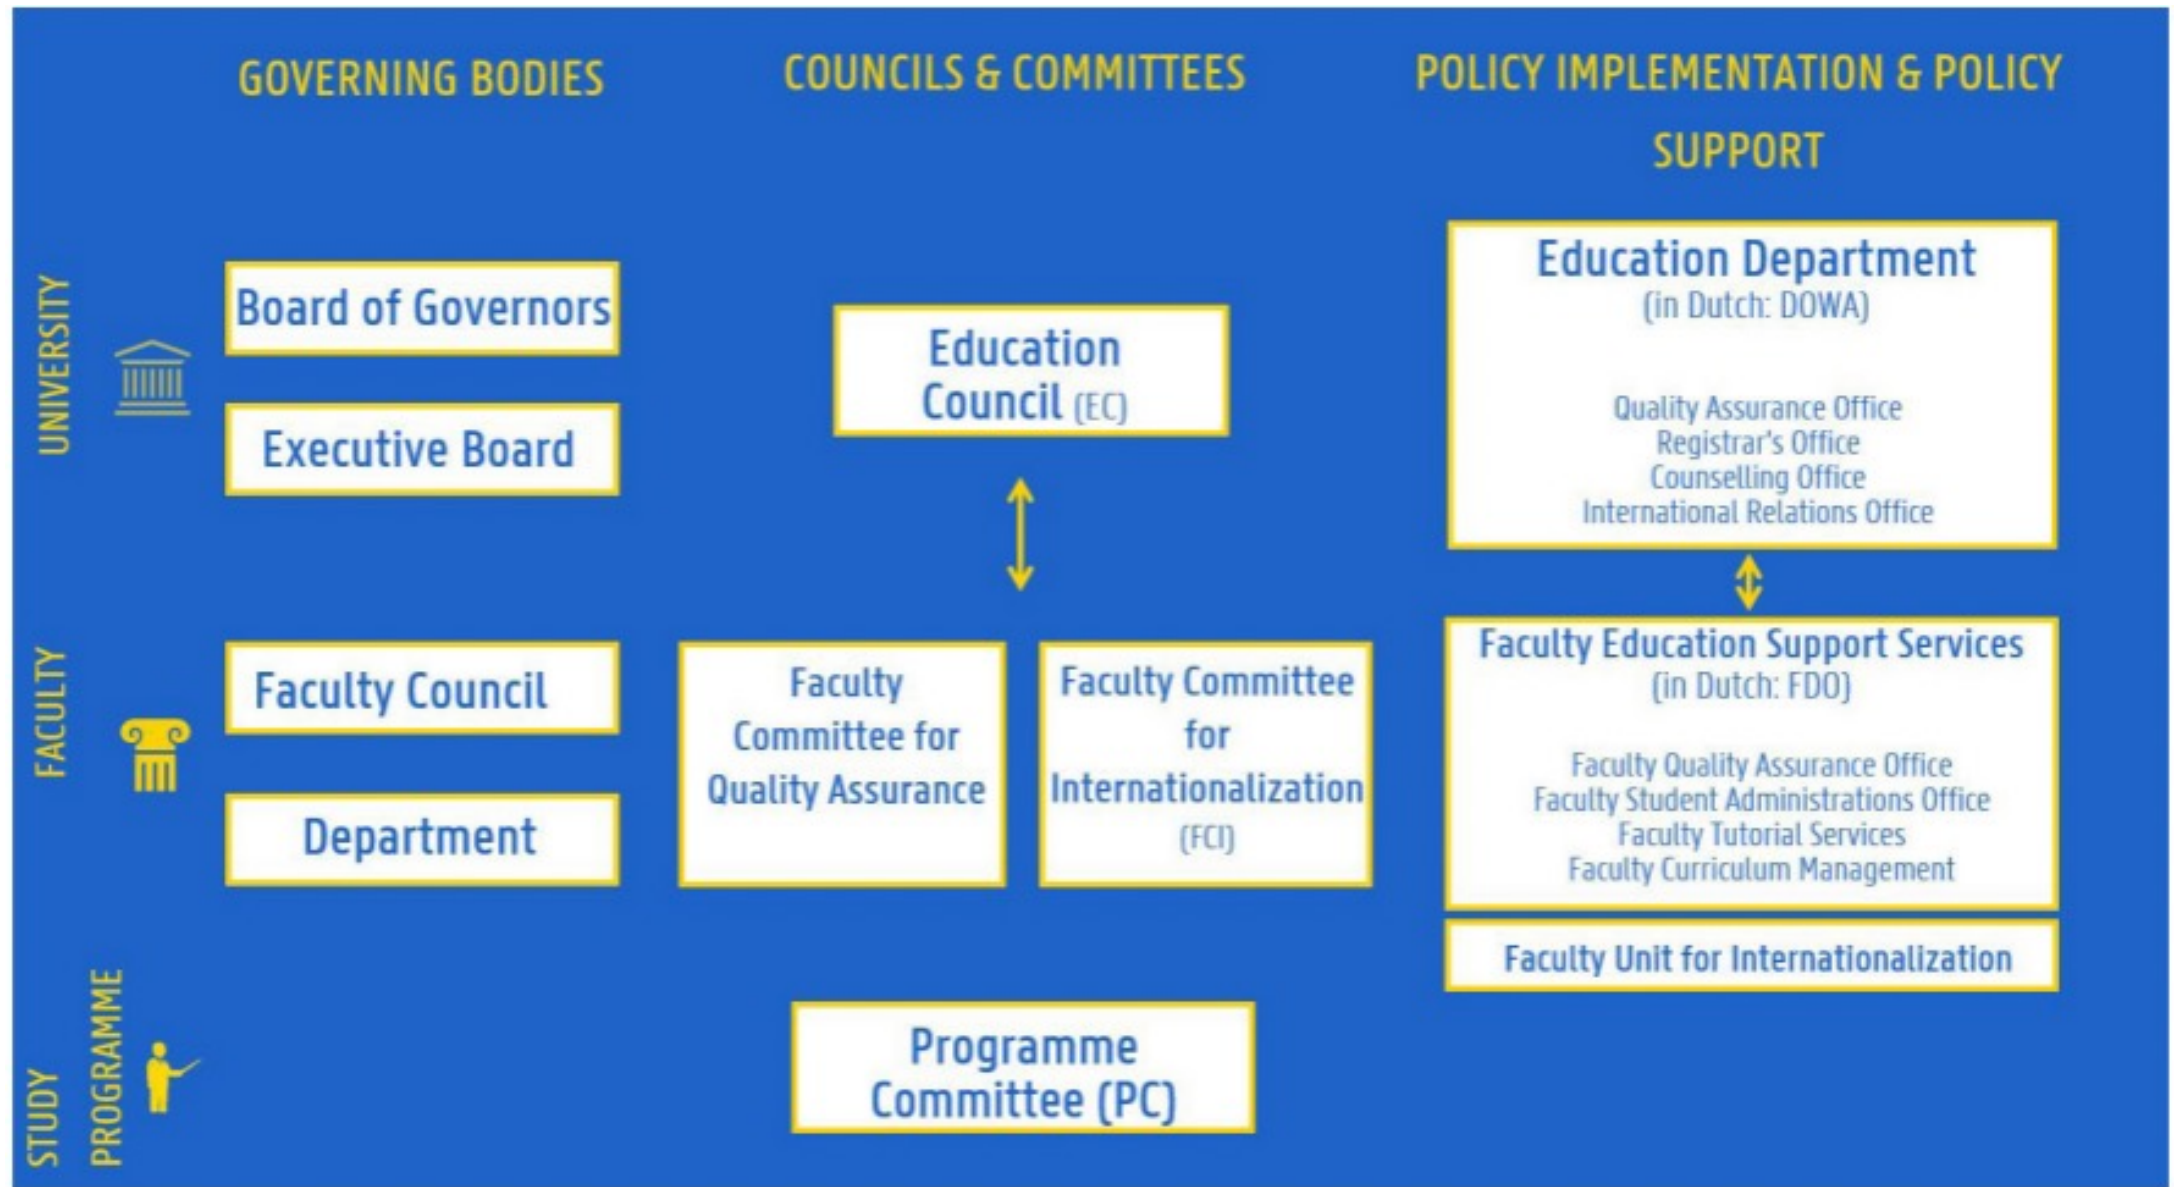 GOVERNING BODIES
COUNCILS & COMMITTEES
POLICY IMPLEMENTATION & POLICY
SUPPORT
UNIVERSITY
Board of Governors
Executive Board
Education
Council (EC)
Education Department
(in Dutch: DOWA)
Quality Assurance Office
Registrar's Office
Counselling Office
International Relations Office
FACULTY
Faculty Council
Department
Faculty
Committee for
Quality Assurance
Faculty Committee
for
Internationalization
(FCI)
Faculty Education Support Services
(in Dutch: FDO)
Faculty Quality Assurance Office
Faculty Student Administrations Office
Faculty Tutorial Services
Faculty Curriculum Management
Faculty Unit for Internationalization
STUDY
PROGRAMME
Programme
Committee (PC)